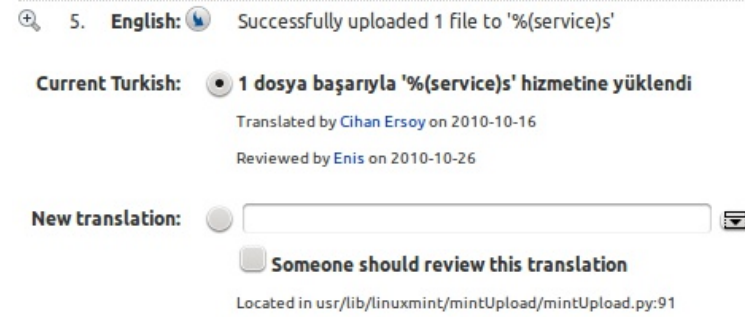 5. English: Successfully uploaded 1 file to '%(service)s'
Current Turkish: 1 dosya başarıyla '%(service)s' hizmetine yüklendi
Translated by Cihan Ersoy on 2010-10-16
Reviewed by Enis on 2010-10-26
New translation:
Someone should review this translation
Located in usr/lib/linuxmint/mintUpload/mintUpload.py:91